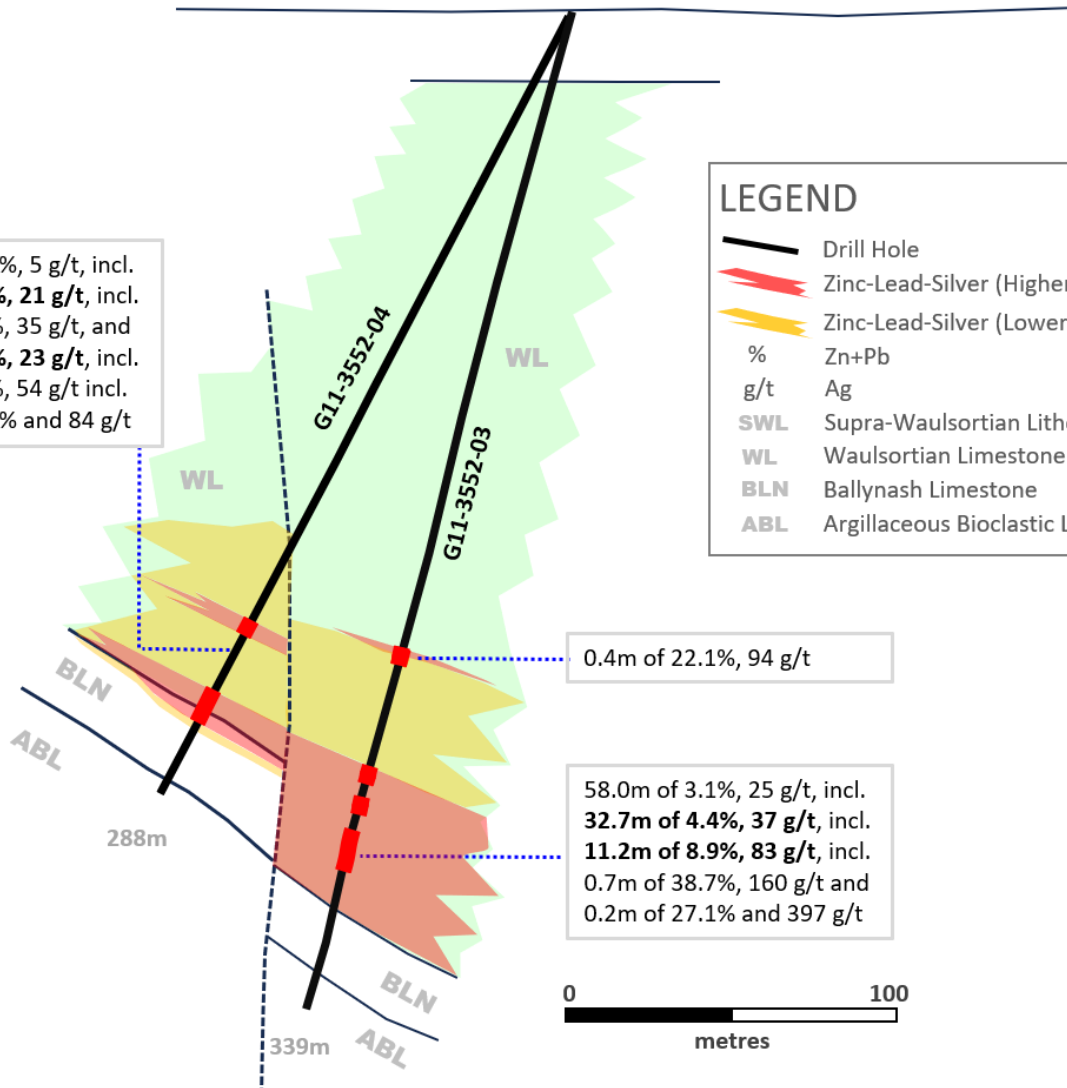 %, 5 g/t, incl.
%, 21 g/t, incl.
%, 35 g/t, and
%, 23 g/t, incl.
%, 54 g/t incl.
% and 84 g/t
G11-3552-04
G11-3552-03
WL
WL
LEGEND
Drill Hole
Zinc-Lead-Silver (Higher
Zinc-Lead-Silver (Lower
% Zn+Pb
g/t Ag
SWL Supra-Waulsortian
WL Waulsortian Limestone
BLN Ballynash Limestone
ABL Argillaceous Bioclastic
0.4m of 22.1%, 94 g/t
BLN
ABL
288m
58.0m of 3.1%, 25 g/t, incl.
32.7m of 4.4%, 37 g/t, incl.
11.2m of 8.9%, 83 g/t, incl.
0.7m of 38.7%, 160 g/t and
0.2m of 27.1% and 397 g/t
BLN
ABL
339m
0 100
metres